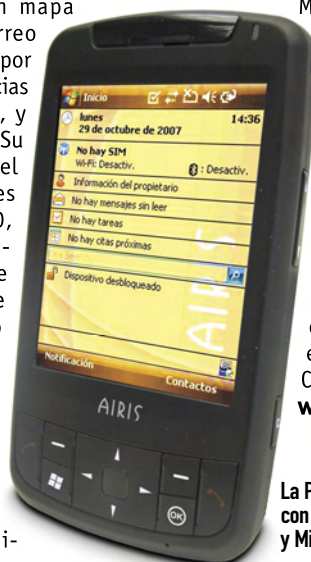 n mapa
rreo
por
cias
, y
Su
el
es
0,
-
e
e
o
i-
M
Inicio
lunes 14:36
29 de octubre de 2007
No hay SIM
Wi-Fi: Desactiv. : Desactiv.
Información del propietario
No hay mensajes sin leer
No hay tareas
No hay citas próximas
Dispositivo desbloqueado
AIRIS
Notificación Contactos
AIRIS
OK
e
C
w
La P
con
y Mi